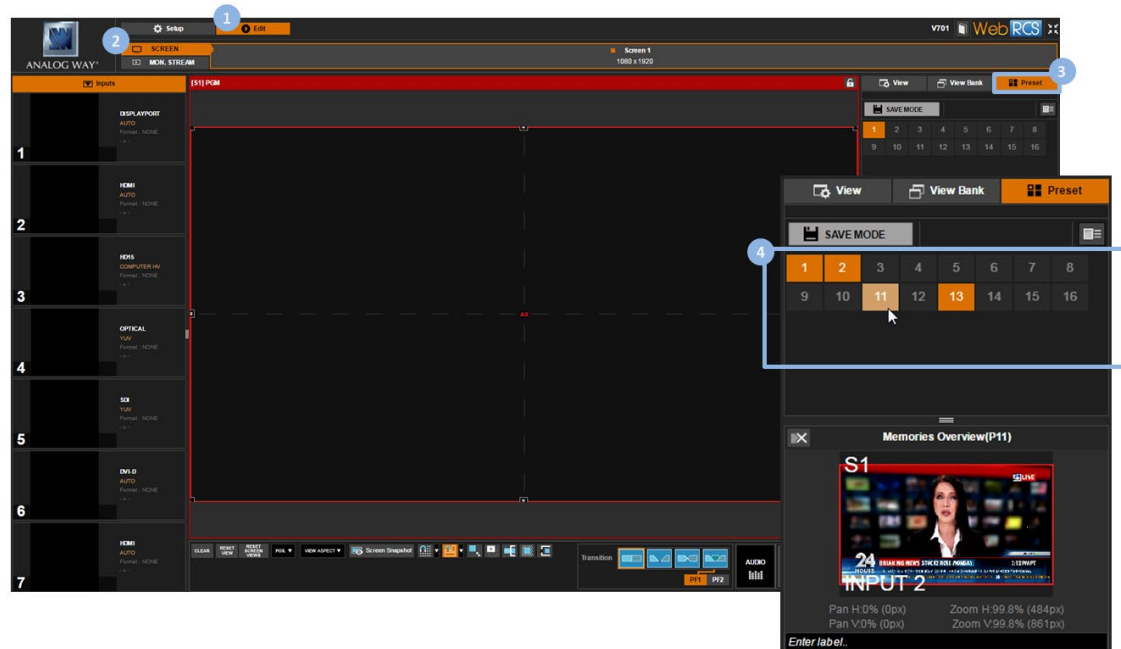 1
Setup
Edit
V701
Web RCS
2
SCREEN
MON. STREAM
Screen 1
1080 x 1920
ANALOG WAY®
Inputs
[S1] PGM
View
View Bank
Preset
3
SAVE MODE
1 2 3 4 5 6 7 8
9 10 11 12 13 14 15 16
DISPLAYPORT
AUTO
Format : NONE
1
HDMI
AUTO
Format : NONE
2
HD15
COMPUTER HV
Format : NONE
3
OPTICAL
YUV
Format : NONE
4
SDI
YUV
Format : NONE
5
DVI-D
AUTO
Format : NONE
6
HDMI
AUTO
Format : NONE
7
CLEAR
RESET VIEW
RESET SCREEN VIEWS
POS.
VIEW ASPECT
Screen Snapshot
Transition
PF1
PF2
AUDIO
View
View Bank
Preset
SAVE MODE
4
1 2 3 4 5 6 7 8
9 10 11 12 13 14 15 16
Memories Overview(P11)
S1
LIVE
24
HOURS
BREAKING NEWS
INPUT 2
Pan H:0% (0px) Zoom H:99.8% (484px)
Pan V:0% (0px) Zoom V:99.8% (861px)
Enter label..